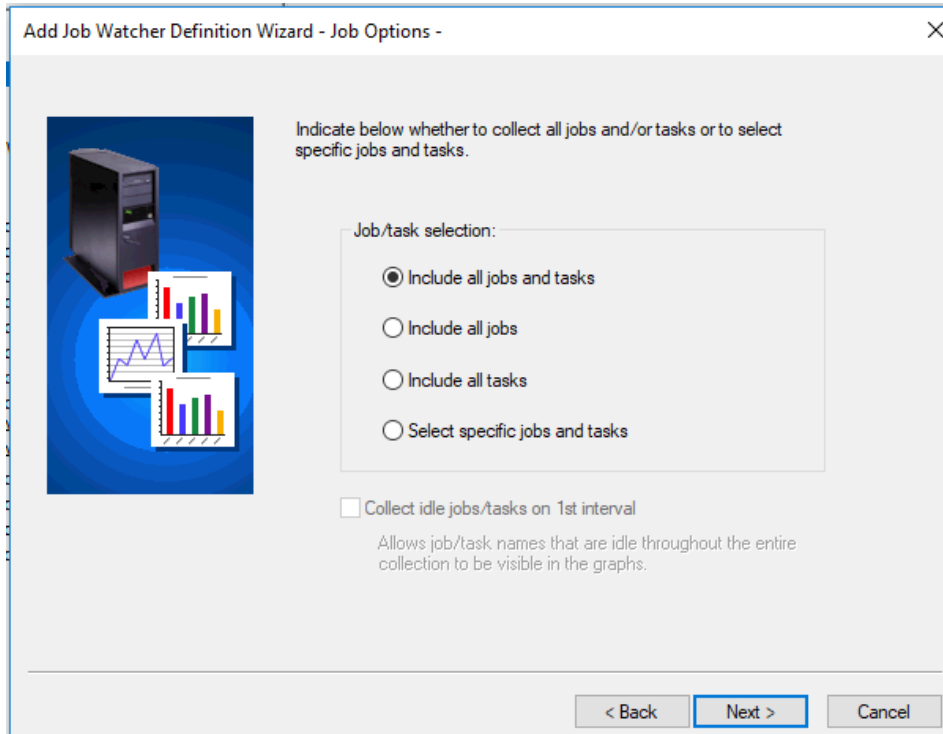 Add Job Watcher Definition Wizard - Job Options -
Indicate below whether to collect all jobs and/or tasks or to select
specific jobs and tasks.
Job/task selection:
Include all jobs and tasks
Include all jobs
Include all tasks
Select specific jobs and tasks
Collect idle jobs/tasks on 1st interval
Allows job/task names that are idle throughout the entire
collection to be visible in the graphs.
< Back
Next >
Cancel